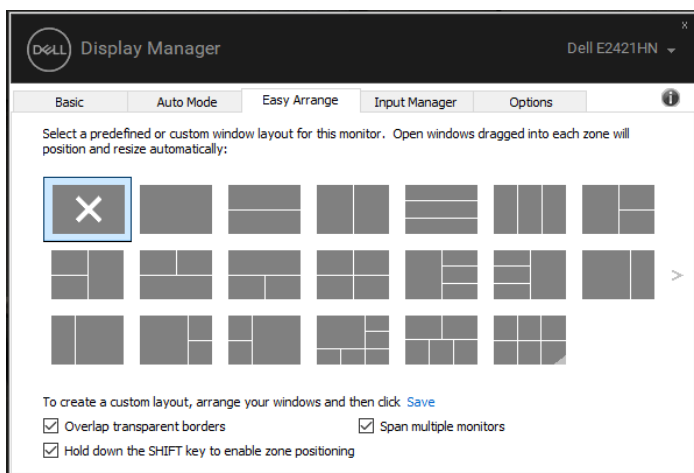 x
DELL Display Manager Dell E2421HN
Basic Auto Mode Easy Arrange Input Manager Options
Select a predefined or custom window layout for this monitor. Open windows dragged into each zone will
position and resize automatically:
To create a custom layout, arrange your windows and then click Save
Overlap transparent borders Span multiple monitors
Hold down the SHIFT key to enable zone positioning